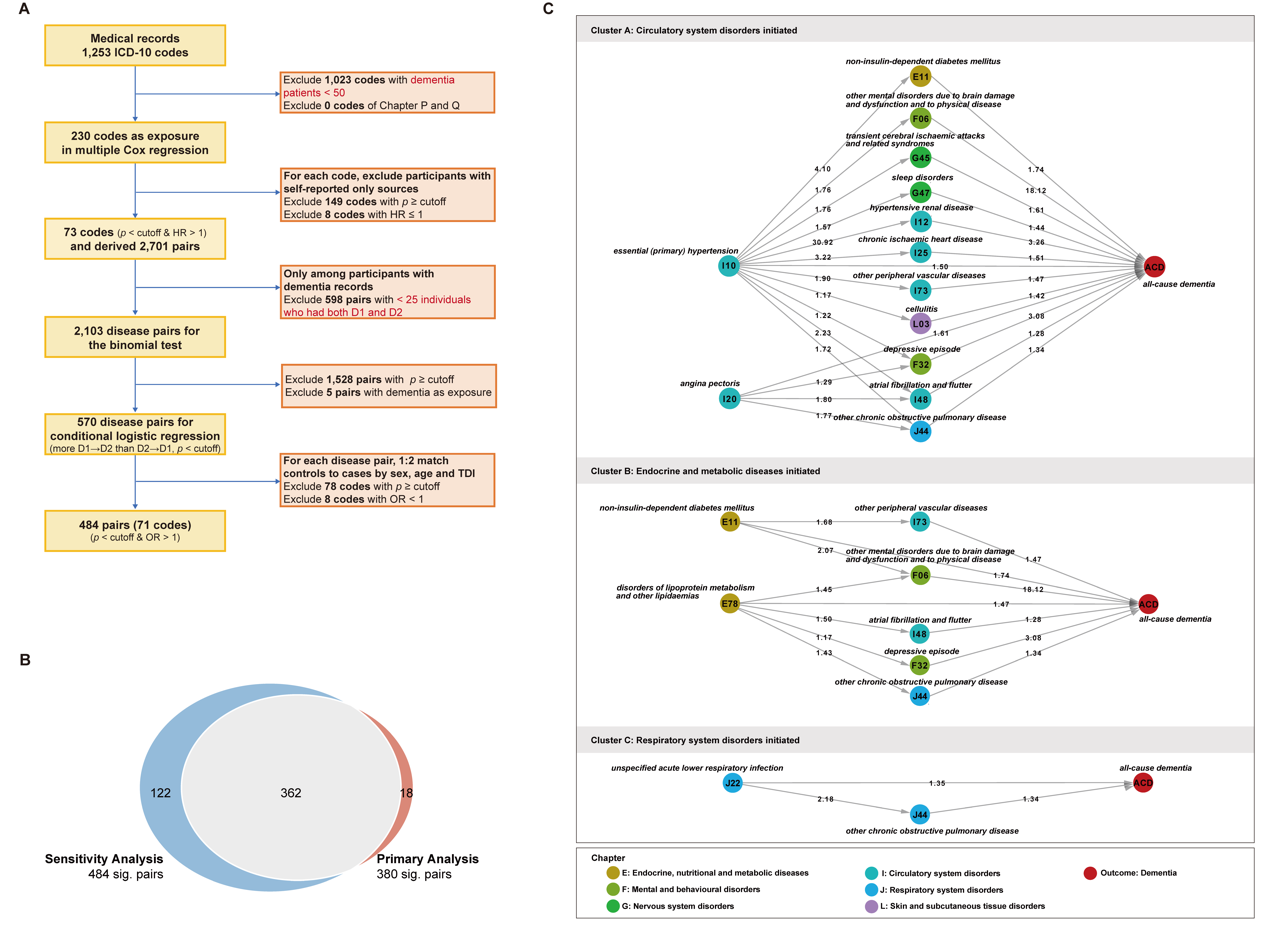 A
Medical records
1,253 ICD-10 codes
Exclude 1,023 codes with dementia
patients < 50
Exclude 0 codes of Chapter P and Q
230 codes as exposure
in multiple Cox regression
For each code, exclude participants with
self-reported only sources
Exclude 149 codes with p ≥ cutoff
Exclude 8 codes with HR ≤ 1
73 codes (p < cutoff & HR > 1)
and derived 2,701 pairs
Only among participants with
dementia records
Exclude 598 pairs with < 25 individuals
who had both D1 and D2
2,103 disease pairs for
the binomial test
Exclude 1,528 pairs with p ≥ cutoff
Exclude 5 pairs with dementia as exposure
570 disease pairs for
conditional logistic regression
(more D1→D2 than D2→D1, p < cutoff)
For each disease pair, 1:2 match
controls to cases by sex, age and TDI
Exclude 78 codes with p ≥ cutoff
Exclude 8 codes with OR < 1
484 pairs (71 codes)
(p < cutoff & OR > 1)
B
122
362
18
Sensitivity Analysis
484 sig. pairs
Primary Analysis
380 sig. pairs
C
Cluster A: Circulatory system disorders initiated
non-insulin-dependent diabetes mellitus
E11
other mental disorders due to brain damage
and dysfunction and to physical disease
F06
transient cerebral ischaemic attacks
and related syndromes
G45
sleep disorders
G47
hypertensive renal disease
I12
chronic ischaemic heart disease
I25
other peripheral vascular diseases
I73
cellulitis
L03
depressive episode
F32
atrial fibrillation and flutter
I48
other chronic obstructive pulmonary disease
J44
essential (primary) hypertension
I10
angina pectoris
I20
4.10
1.76
1.76
1.57
30.92
3.22
1.90
1.17
1.22
2.23
1.72
1.29
1.80
1.77
1.50
1.61
1.74
18.12
1.61
1.44
3.26
1.51
1.47
1.42
3.08
1.28
1.34
ACD
all-cause dementia
Cluster B: Endocrine and metabolic diseases initiated
non-insulin-dependent diabetes mellitus
E11
1.68
2.07
other peripheral vascular diseases
I73
other mental disorders due to brain damage
and dysfunction and to physical disease
F06
disorders of lipoprotein metabolism
and other lipidaemias
E78
1.45
1.50
1.17
1.43
atrial fibrillation and flutter
I48
depressive episode
F32
other chronic obstructive pulmonary disease
J44
1.47
1.74
18.12
1.47
1.28
3.08
1.34
ACD
all-cause dementia
Cluster C: Respiratory system disorders initiated
unspecified acute lower respiratory infection
J22
1.35
2.18
J44
other chronic obstructive pulmonary disease
1.34
all-cause dementia
ACD
Chapter
E: Endocrine, nutritional and metabolic diseases
F: Mental and behavioural disorders
G: Nervous system disorders
I: Circulatory system disorders
J: Respiratory system disorders
L: Skin and subcutaneous tissue disorders
Outcome: Dementia